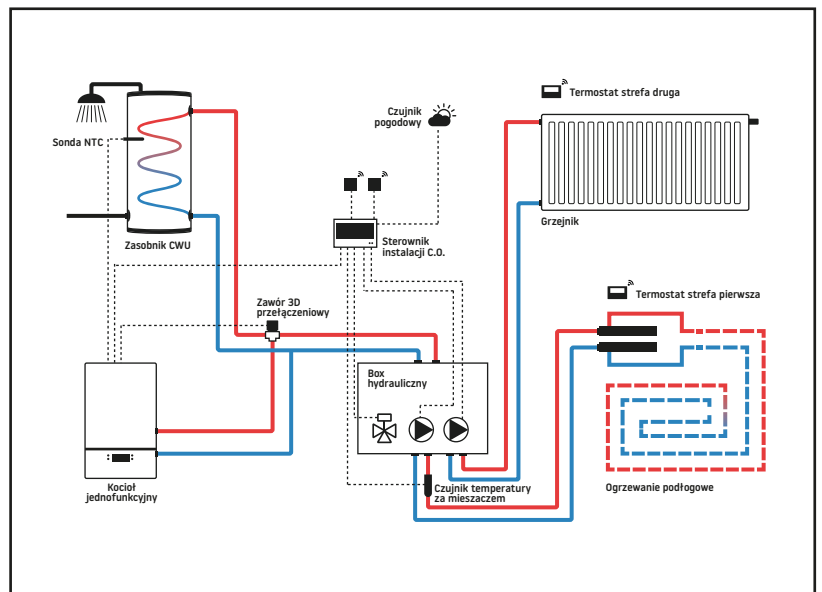 Termostat strefa druga
Czujnik
pogodowy
Sonda NTC
Grzejnik
Zasobnik CWU
Sterownik
instalacji C.O.
Termostat strefa pierwsza
Zawór 3D
przełączeniowy
Box
hydrauliczny
Kocioł
jednofunkcyjny
Czujnik temperatury
za mieszaczem
Ogrzewanie podłogowe